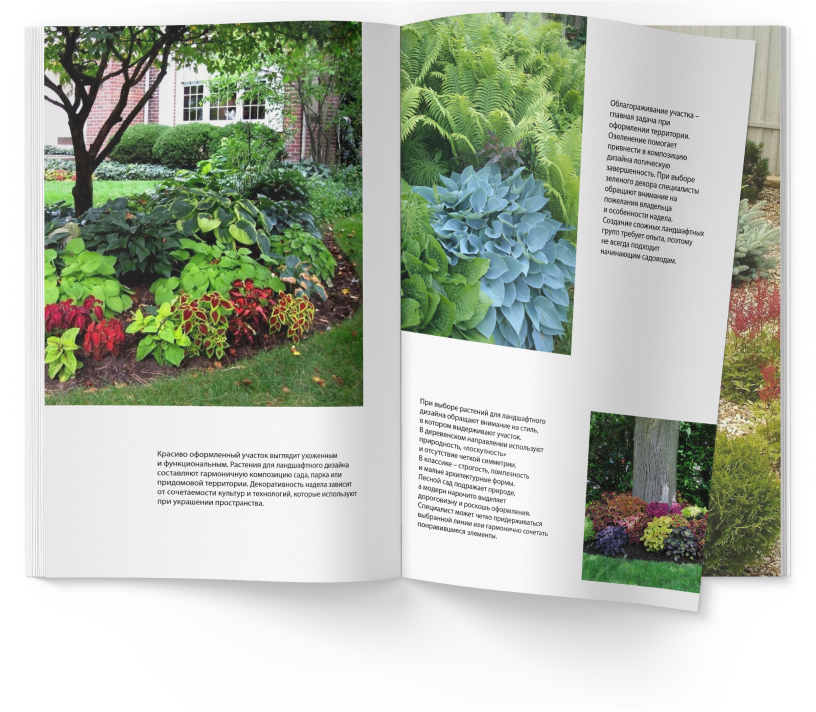 Красиво оформленный участок выглядит ухоженным
и функциональным. Растения для ландшафтного дизайна
составляют гармоничную композицию сада, парка или
придомовой территории. Декоративность надела зависит
от сочетаемости культур и технологий, которые используют
при украшении пространства.
При выборе растений для ландшафтного
дизайна обращают внимание на стиль,
в котором выдерживают участок.
В деревенском направлении используют
природность, «лоскутность»
и отсутствие четкой симметрии.
В классике – строгость, помпезность
и малые архитектурные формы.
Лесной сад подражает природе,
а модерн нарочито выделяет
дороговизну и роскошь оформления.
Специалист может четко придерживаться
выбранной линии или гармонично сочетать
понравившиеся элементы.
Облагораживание участка –
главная задача при
оформлении территории.
Озеленение помогает
привнести в композицию
дизайна логическую
завершенность. При выборе
зеленого декора специалисты
обращают внимание на
пожелания владельца
и особенности надела.
Создание сложных ландшафтных
групп требует опыта, поэтому
не всегда подходит
начинающим садоводам.